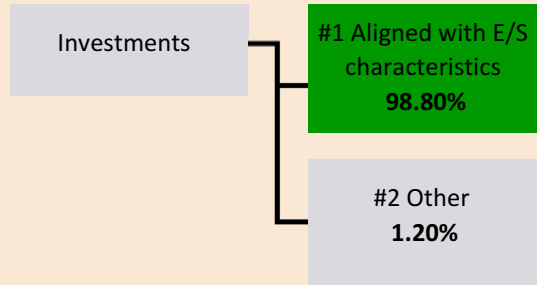 Investments
#1 Aligned with E/S
characteristics
98.80%
#2 Other
1.20%